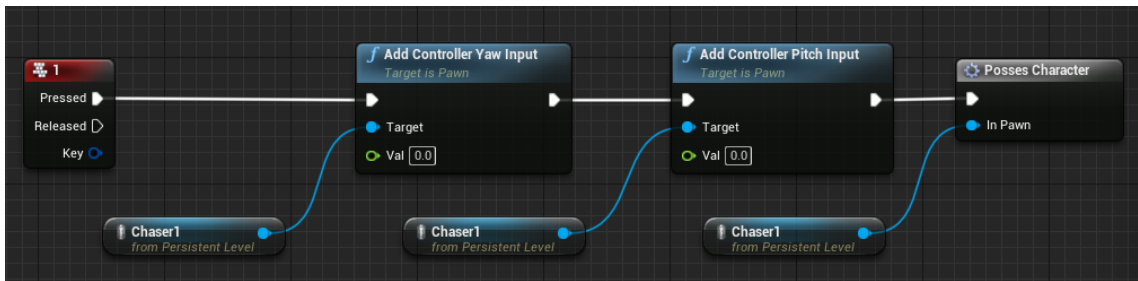 1
Pressed
Released
Key
f Add Controller Yaw Input
Target is Pawn
Target
Val 0.0
f Add Controller Pitch Input
Target is Pawn
Target
Val 0.0
Posses Character
In Pawn
Chaser1
from Persistent Level
Chaser1
from Persistent Level
Chaser1
from Persistent Level